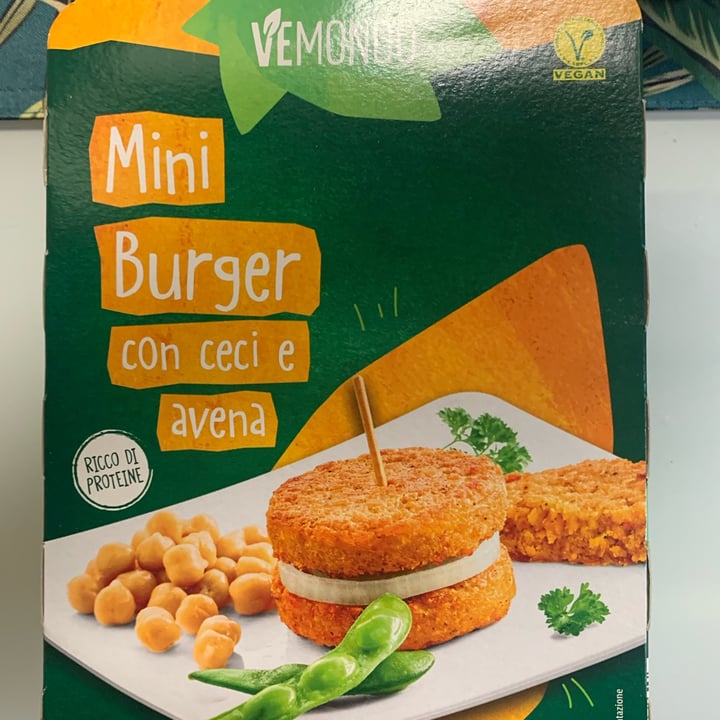 VEMONDO
VEGAN
Mini
Burger
con ceci e
avena
RICCO DI
PROTEINE